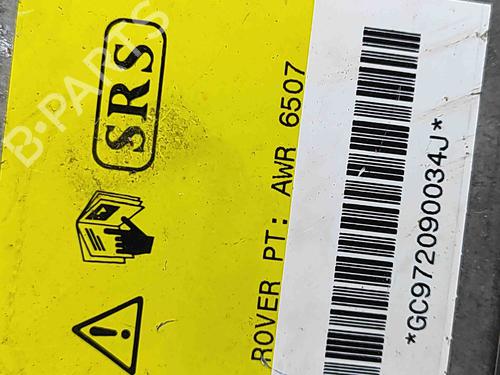 SRS
ROVER PT: AWR 6507
*GC972090034J*
B-PARTS